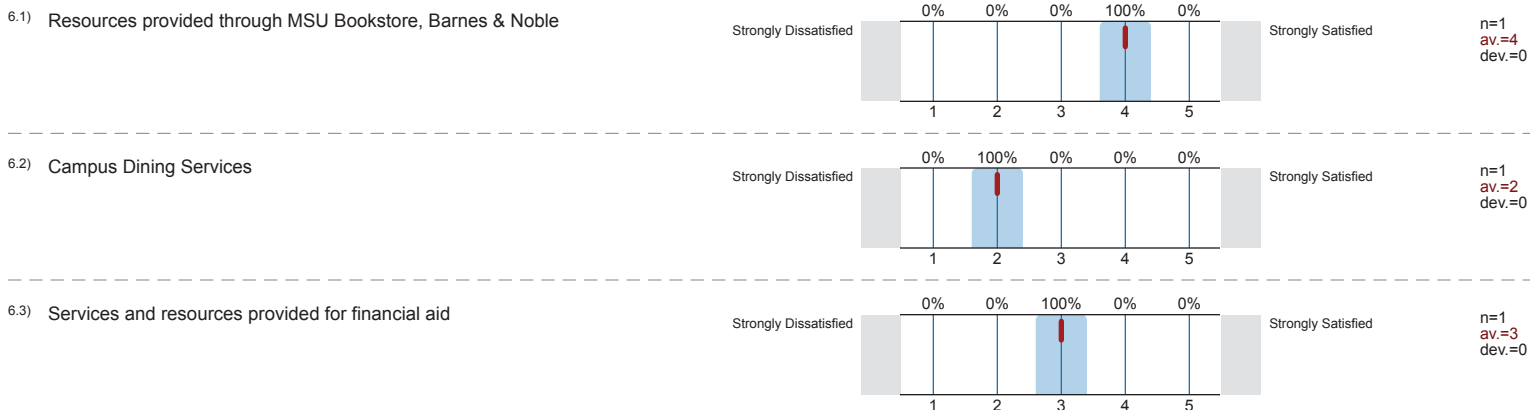 6.1) Resources provided through MSU Bookstore, Barnes & Noble
0% 0% 0% 100% 0%
Strongly Dissatisfied Strongly Satisfied
n=1
av.=4
dev.=0
1 2 3 4 5
6.2) Campus Dining Services
0% 100% 0% 0% 0%
Strongly Dissatisfied Strongly Satisfied
n=1
av.=2
dev.=0
1 2 3 4 5
6.3) Services and resources provided for financial aid
0% 0% 100% 0% 0%
Strongly Dissatisfied Strongly Satisfied
n=1
av.=3
dev.=0
1 2 3 4 5